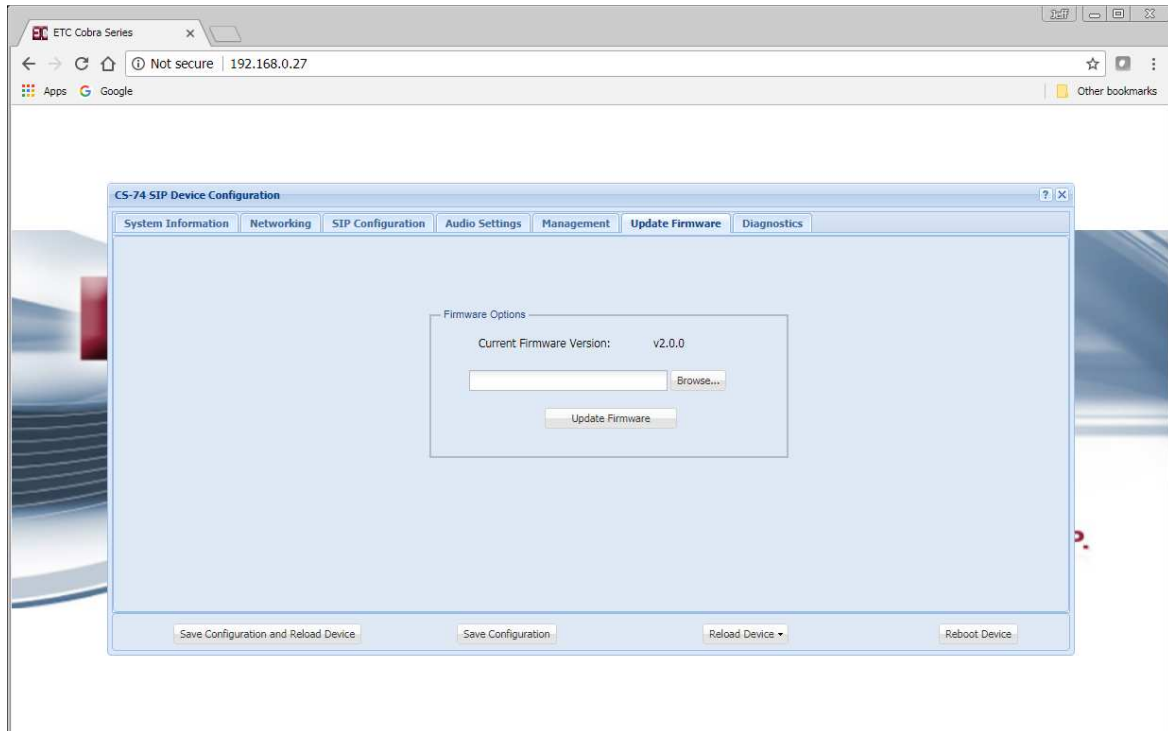 Jeff
ETC Cobra Series
Not secure | 192.168.0.27
Apps Google Other bookmarks
CS-74 SIP Device Configuration
System Information Networking SIP Configuration Audio Settings Management Update Firmware Diagnostics
Firmware Options
Current Firmware Version: v2.0.0
Browse...
Update Firmware
P.
Save Configuration and Reload Device Save Configuration Reload Device Reboot Device